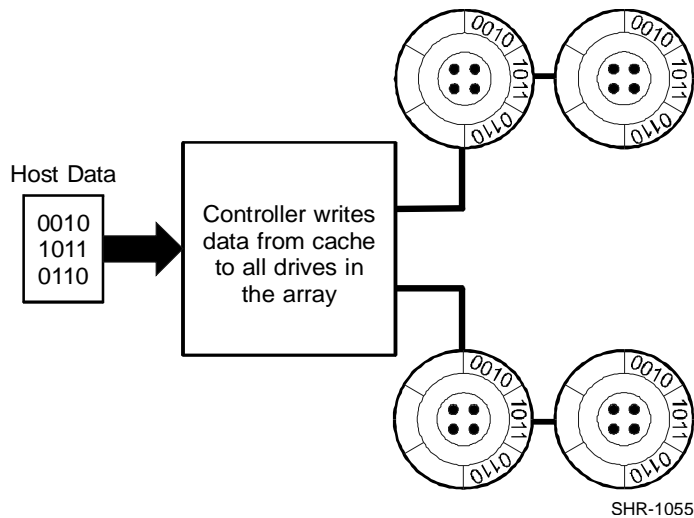 0010
1011
0110
0010
1011
0110
Host Data
0010
1011
0110
Controller writes
data from cache
to all drives in
the array
0010
1011
0110
0010
1011
0110
SHR-1055